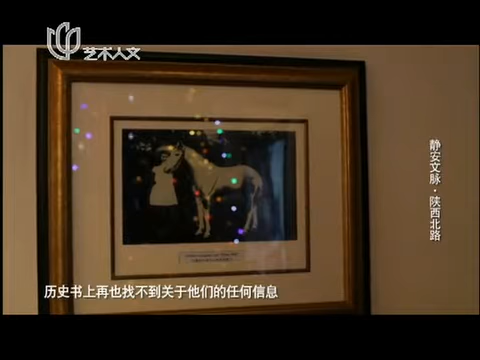 艺术人文
静安文脉·陕西北路
历史书上再也找不到关于他们的任何信息